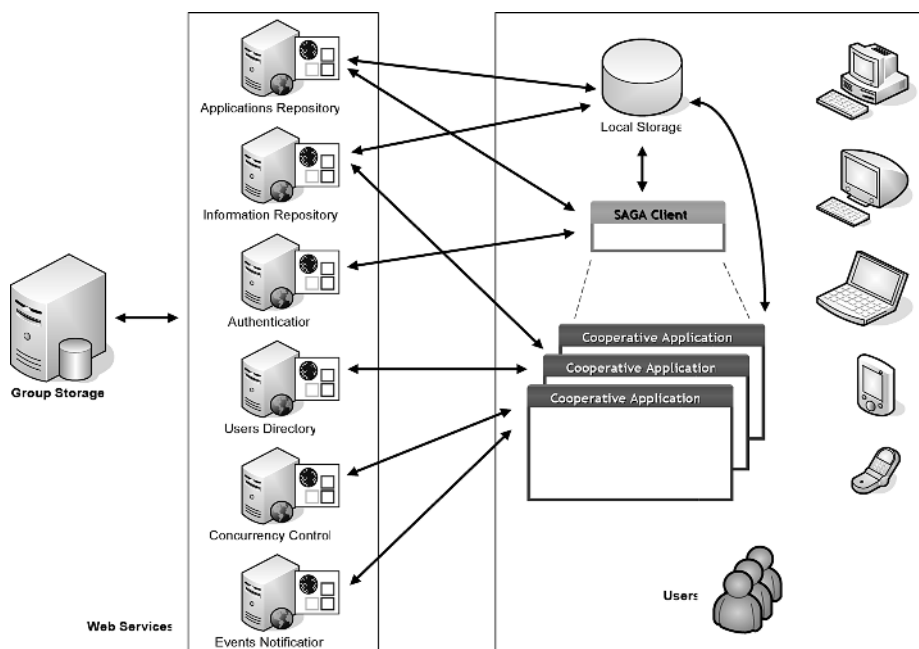 Applications Repository
Information Repository
Authentication
Users Directory
Concurrency Control
Events Notification
Group Storage
Web Services
Local Storage
SAGA Client
Cooperative Application
Cooperative Application
Cooperative Application
Users